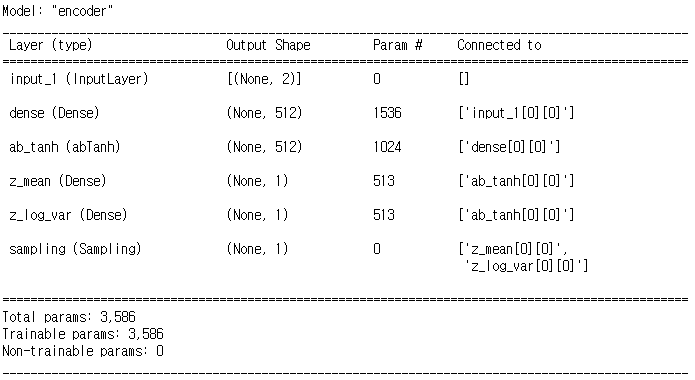 Model: "encoder"
Layer (type) Output Shape Param # Connected to
input_1 (InputLayer) [(None, 2)] 0 []
dense (Dense) (None, 512) 1536 ['input_1[0][0]']
ab_tanh (abTanh) (None, 512) 1024 ['dense[0][0]']
z_mean (Dense) (None, 1) 513 ['ab_tanh[0][0]']
z_log_var (Dense) (None, 1) 513 ['ab_tanh[0][0]']
sampling (Sampling) (None, 1) 0 ['z_mean[0][0]',
'z_log_var[0][0]']
Total params: 3,586
Trainable params: 3,586
Non-trainable params: 0